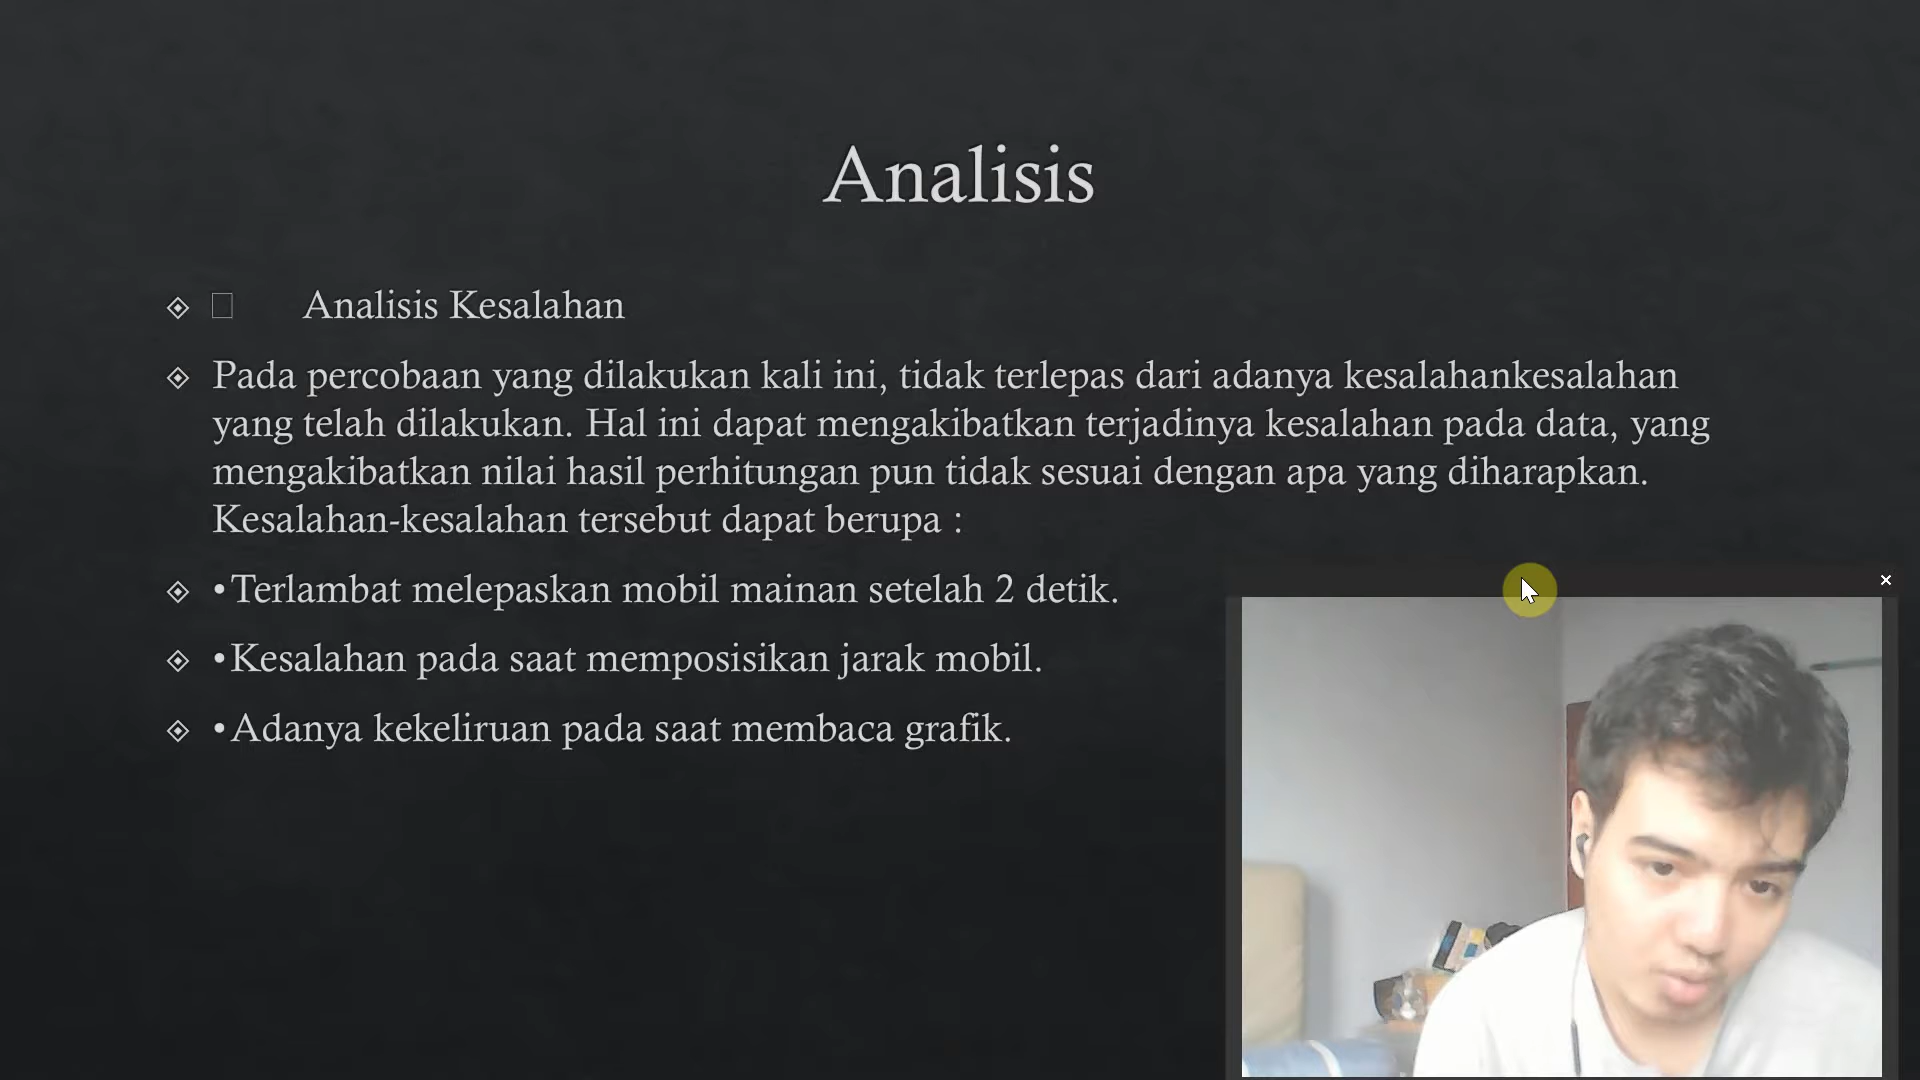 Analisis
Analisis Kesalahan
Pada percobaan yang dilakukan kali ini, tidak terlepas dari adanya kesalahankesalahan
yang telah dilakukan. Hal ini dapat mengakibatkan terjadinya kesalahan pada data, yang
mengakibatkan nilai hasil perhitungan pun tidak sesuai dengan apa yang diharapkan.
Kesalahan-kesalahan tersebut dapat berupa :
•Terlambat melepaskan mobil mainan setelah 2 detik.
•Kesalahan pada saat memposisikan jarak mobil.
•Adanya kekeliruan pada saat membaca grafik.